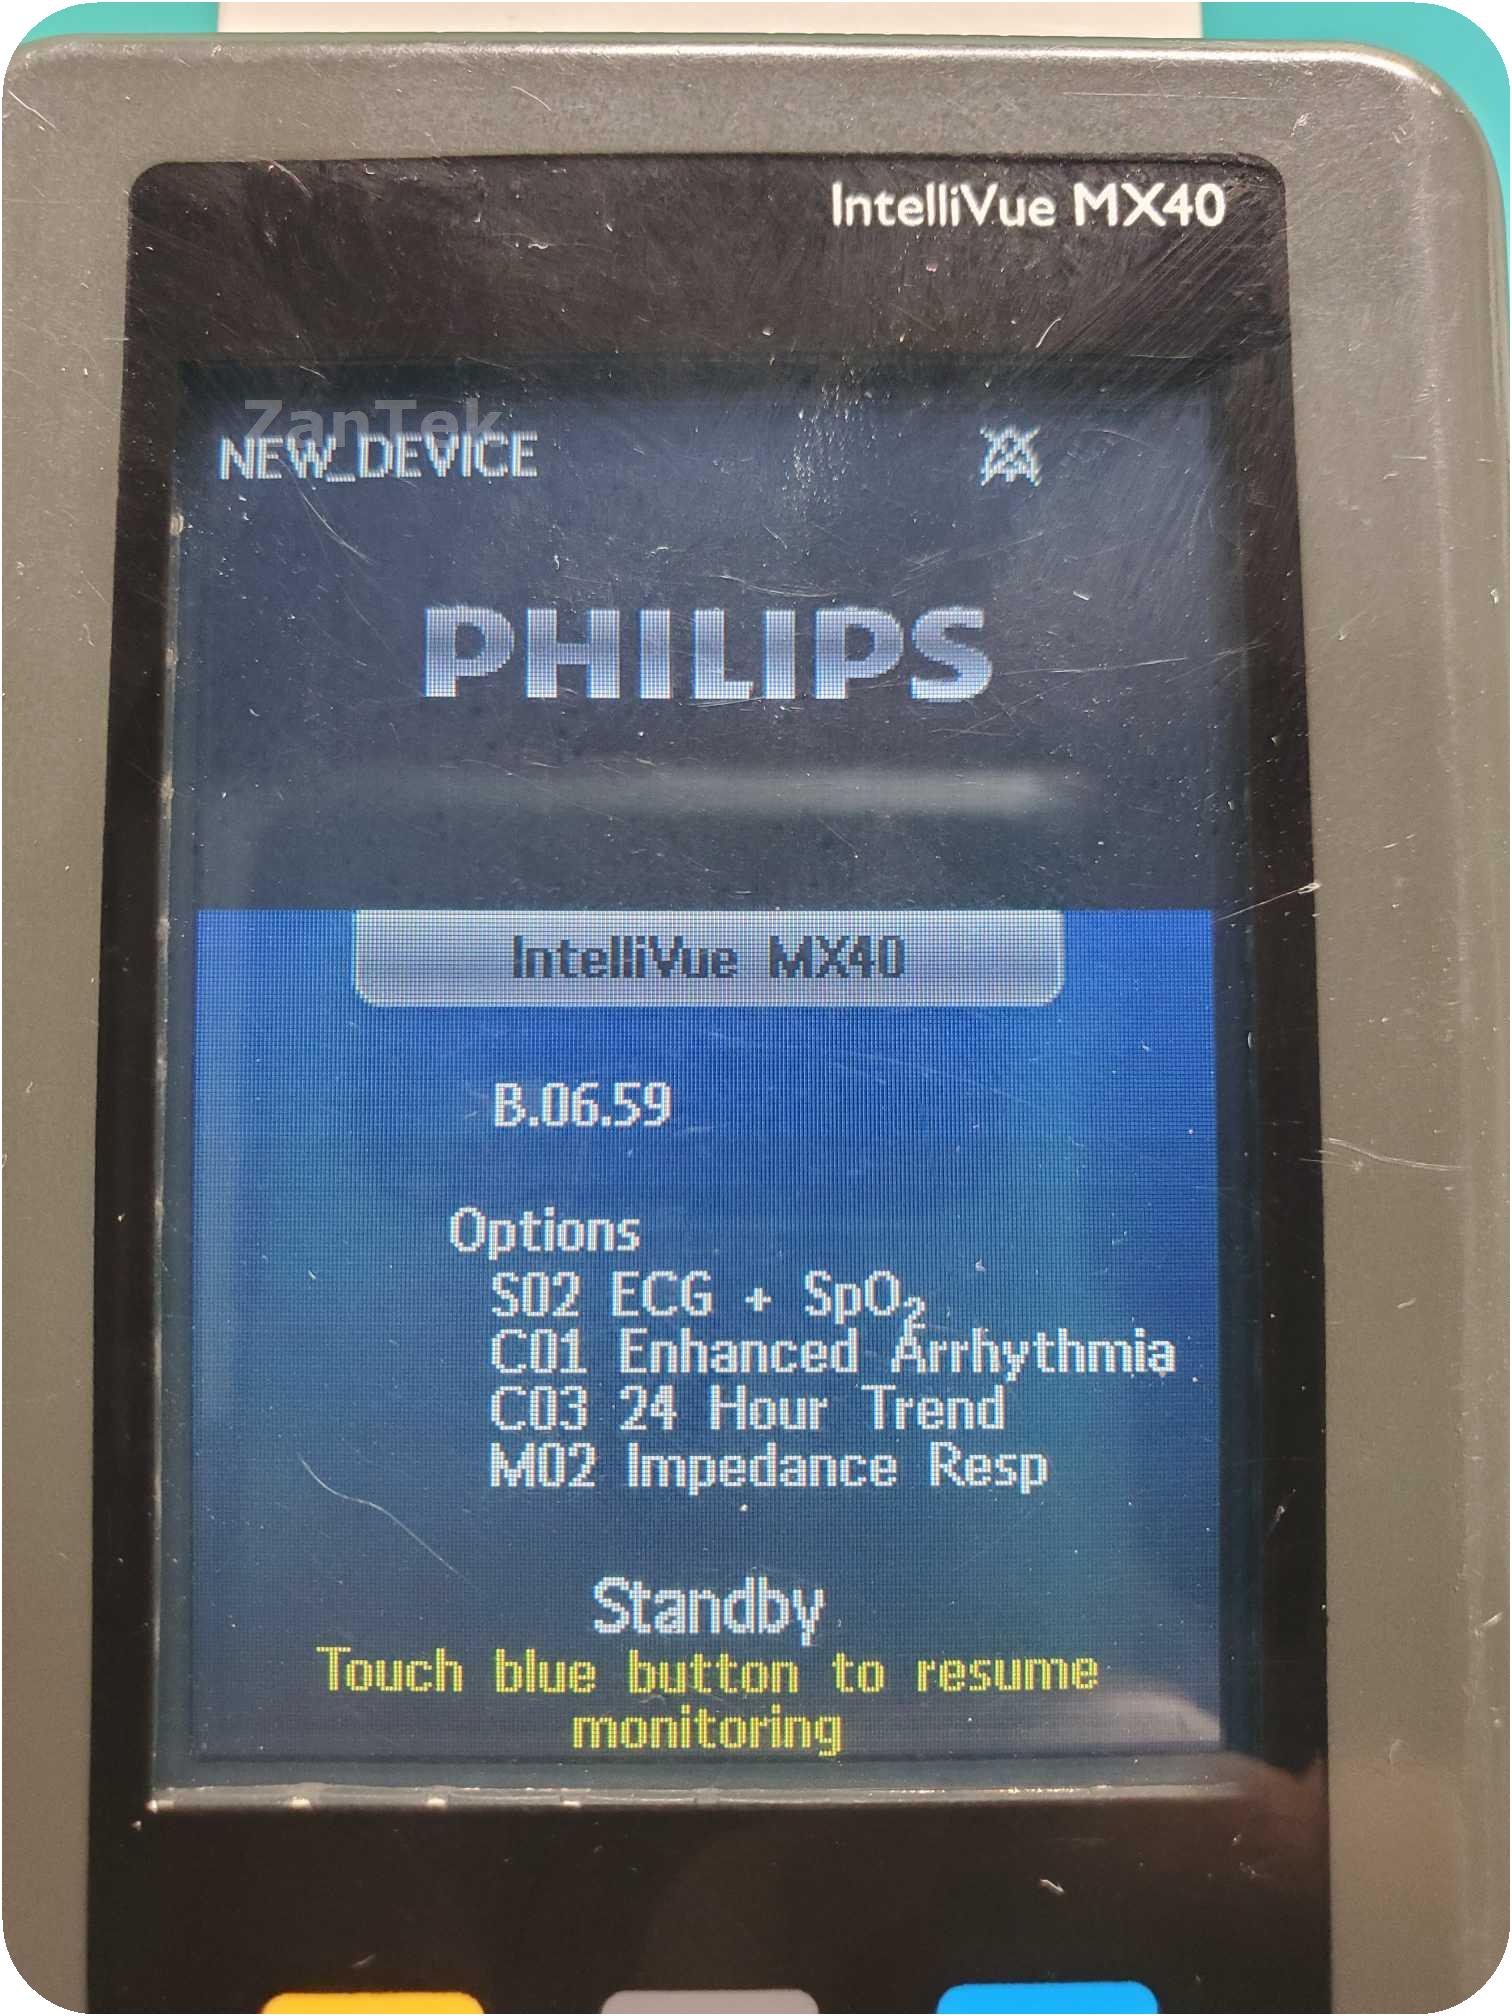 IntelliVue MX40
ZanTek
NEW_DEVICE
PHILIPS
IntelliVue MX40
B.06.59
Options
S02 ECG + SpO₂
C01 Enhanced Arrhythmia
C03 24 Hour Trend
M02 Impedance Resp
Standby
Touch blue button to resume
monitoring